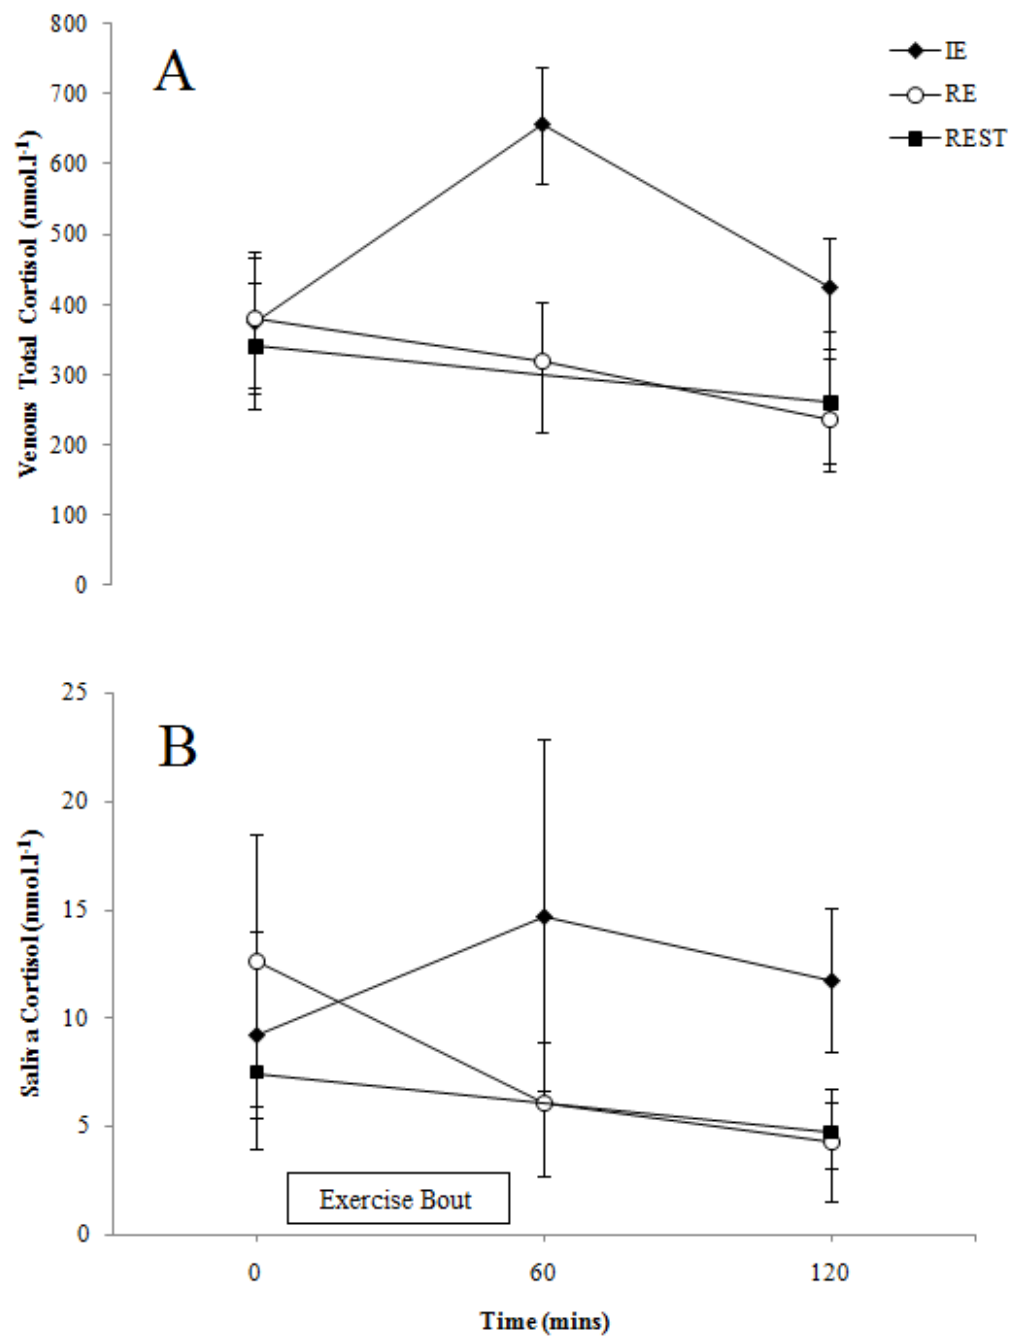 800
A
IE
700
RE
600
REST
500
400
300
200
100
0
Venous Total Cortisol (nmol.l-1)
25
B
20
15
10
5
0
Saliva Cortisol (nmol.l-1)
Exercise Bout
0 60 120
Time (mins)